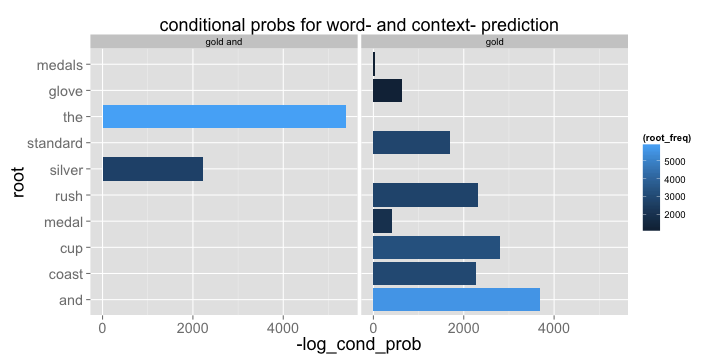 conditional probs for word- and context- prediction
gold and
gold
medals
glove
the
standard
silver
rush
medal
cup
coast
and
root
0
2000
4000
0
2000
4000
-log_cond_prob
(root_freq)
5000
4000
3000
2000